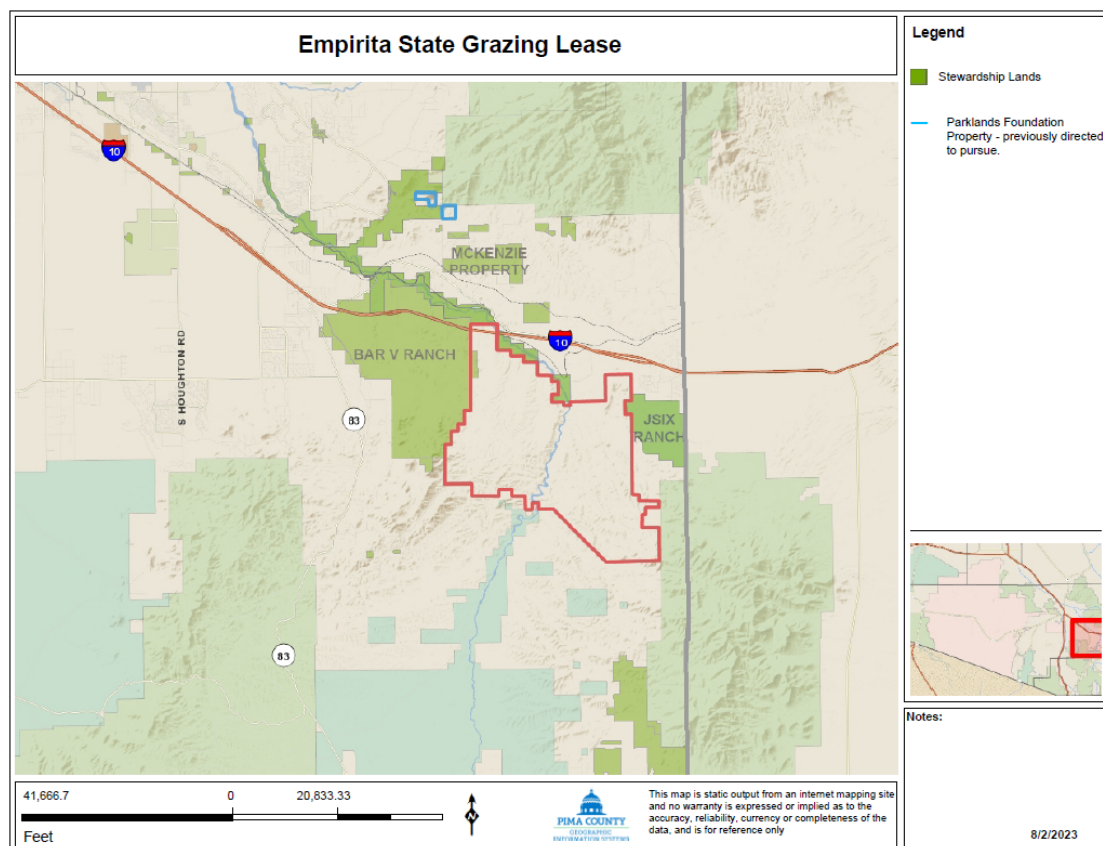 Empirita State Grazing Lease
Legend
Stewardship Lands
Parklands Foundation
Property - previously directed
to pursue.
10
MCKENZIE
PROPERTY
S HOUGHTON RD
BAR V RANCH
10
83
JSIX
RANCH
83
Notes:
41,666.7 0 20,833.33
Feet
N
PIMA COUNTY
GEOGRAPHIC
INFORMATION SYSTEMS
This map is static output from an internet mapping site
and no warranty is expressed or implied as to the
accuracy, reliability, currency or completeness of the
data, and is for reference only
8/2/2023